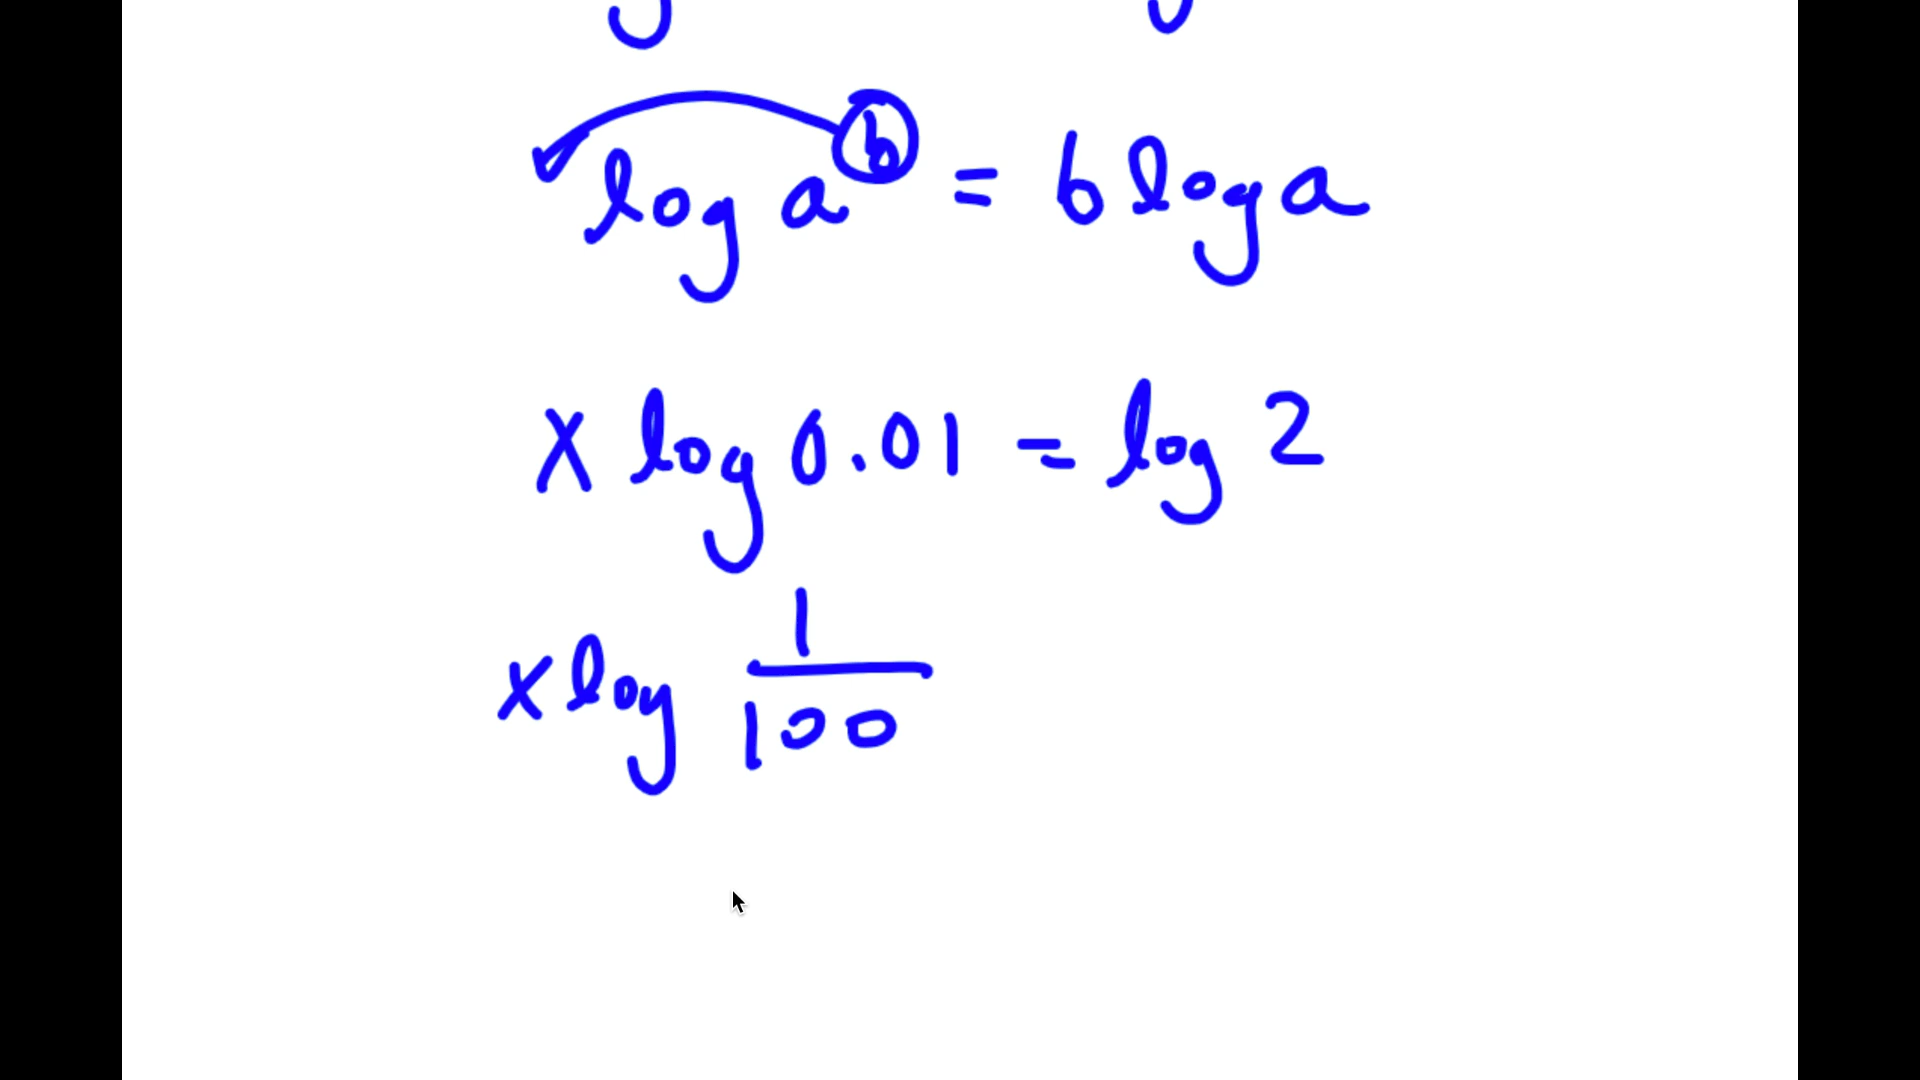 log a^b = b log a
x log 0.01 = log 2
x log 1/100